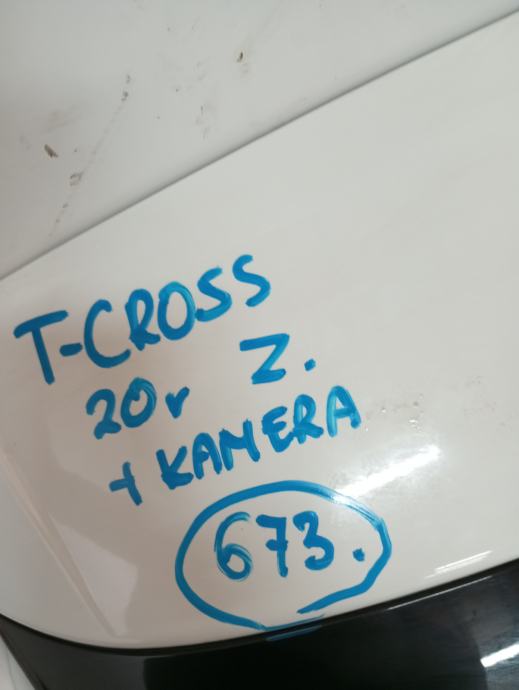 T-CROSS
20r Z.
+ KAMERA
673.